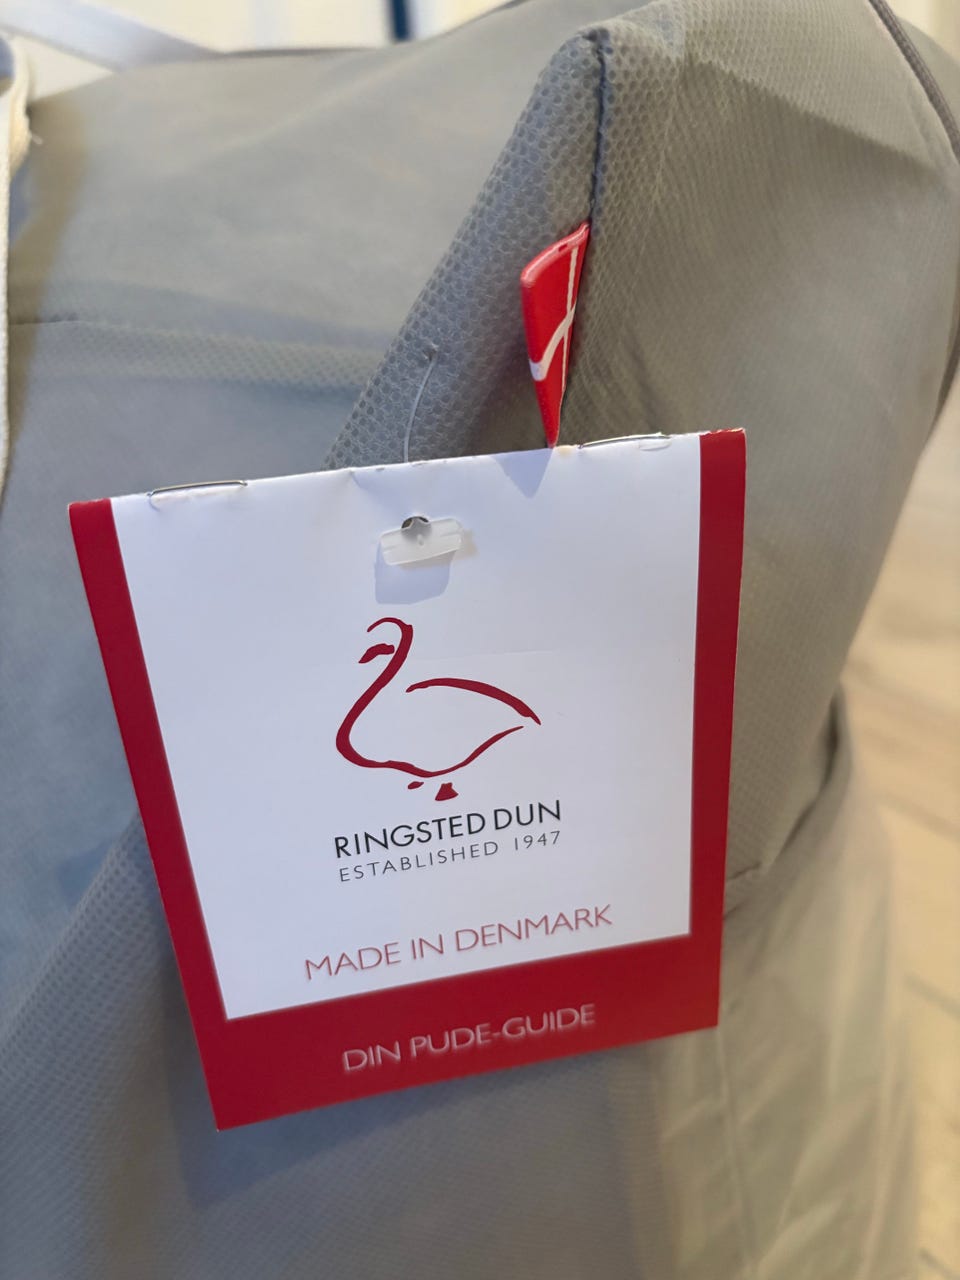 RINGSTED DUN
ESTABLISHED 1947
MADE IN DENMARK
DIN PUDE-GUIDE